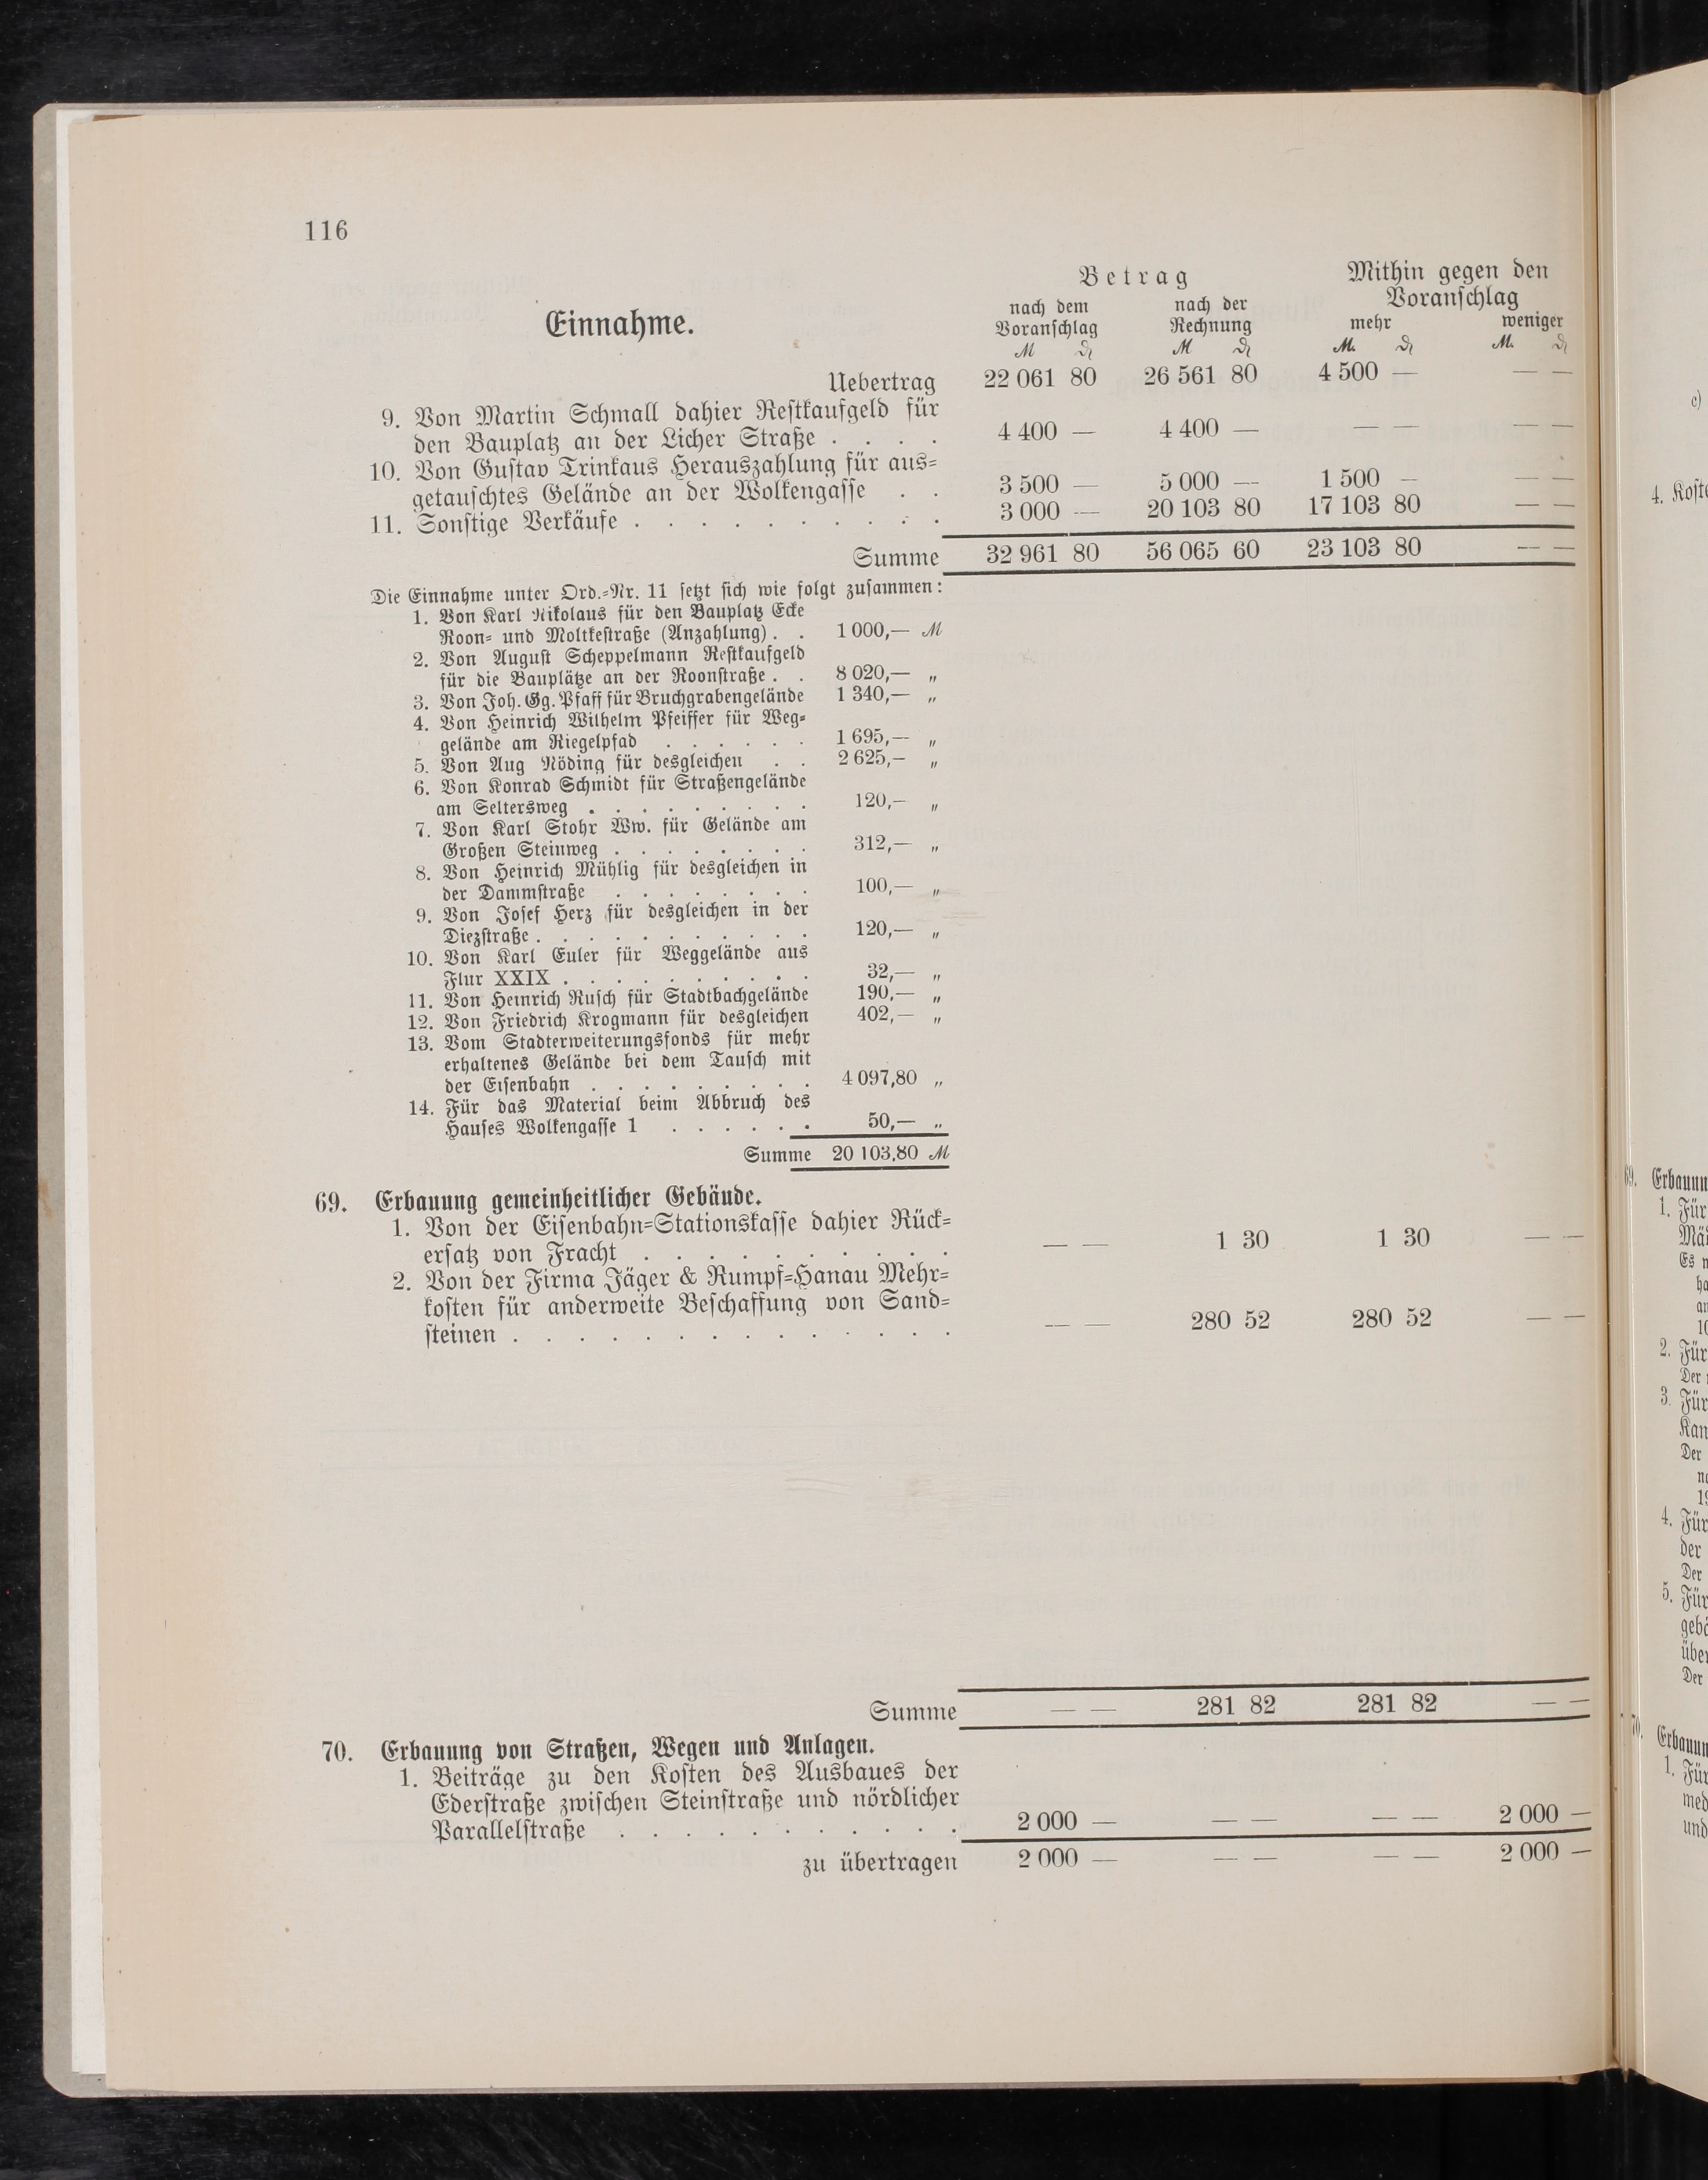 116
Einnahme.
Betrag
Mithin gegen den
Voranschlag
nach dem
Voranschlag
nach der
Rechnung
mehr
weniger
M ₰ M ₰ M. ₰ M. ₰
Uebertrag 22 061 80 26 561 80 4 500 — — —
9. Von Martin Schmall dahier Restkaufgeld für
den Bauplatz an der Licher Straße . . . . 4 400 — 4 400 — — — — —
10. Von Gustav Trinkaus Herauszahlung für aus-
getauschtes Gelände an der Wolkengasse . . 3 500 — 5 000 — 1 500 — — —
11. Sonstige Verkäufe . . . . . . . . . . 3 000 — 20 103 80 17 103 80 — —
Summe 32 961 80 56 065 60 23 103 80 — —
Die Einnahme unter Ord.-Nr. 11 setzt sich wie folgt zusammen:
1. Von Karl Nikolaus für den Bauplatz Ecke
Roon- und Moltkestraße (Anzahlung) . . 1 000,— M
2. Von August Scheppelmann Restkaufgeld
für die Bauplätze an der Roonstraße . . 8 020,— „
3. Von Joh. Gg. Pfaff für Bruchgrabengelände 1 340,— „
4. Von Heinrich Wilhelm Pfeiffer für Weg-
gelände am Riegelpfad . . . . . . 1 695,— „
5. Von Aug Nöding für desgleichen . . 2 625,— „
6. Von Konrad Schmidt für Straßengelände
am Seltersweg . . . . . . . . . 120,— „
7. Von Karl Stohr Ww. für Gelände am
Großen Steinweg . . . . . . . . 312,— „
8. Von Heinrich Mühlig für desgleichen in
der Dammstraße . . . . . . . . 100,— „
9. Von Josef Herz für desgleichen in der
Diezstraße . . . . . . . . . . . 120,— „
10. Von Karl Euler für Weggelände aus
Flur XXIX . . . . . . . . . . 32,— „
11. Von Heinrich Rusch für Stadtbachgelände 190,— „
12. Von Friedrich Krogmann für desgleichen 402,— „
13. Vom Stadterweiterungsfonds für mehr
erhaltenes Gelände bei dem Tausch mit
der Eisenbahn . . . . . . . . . 4 097,80 „
14. Für das Material beim Abbruch des
Hauses Wolkengasse 1 . . . . . . 50,— „
Summe 20 103,80 M
69. Erbauung gemeinheitlicher Gebäude.
1. Von der Eisenbahn-Stationskasse dahier Rück-
ersatz von Fracht . . . . . . . . . . — — 1 30 1 30 — —
2. Von der Firma Jäger & Rumpf-Hanau Mehr-
kosten für anderweite Beschaffung von Sand-
steinen . . . . . . . . . . . . . . — — 280 52 280 52 — —
Summe — — 281 82 281 82 — —
70. Erbauung von Straßen, Wegen und Anlagen.
1. Beiträge zu den Kosten des Ausbaues der
Ederstraße zwischen Steinstraße und nördlicher
Parallelstraße . . . . . . . . . . . 2 000 — — — — — 2 000 —
zu übertragen 2 000 — — — — — 2 000 —